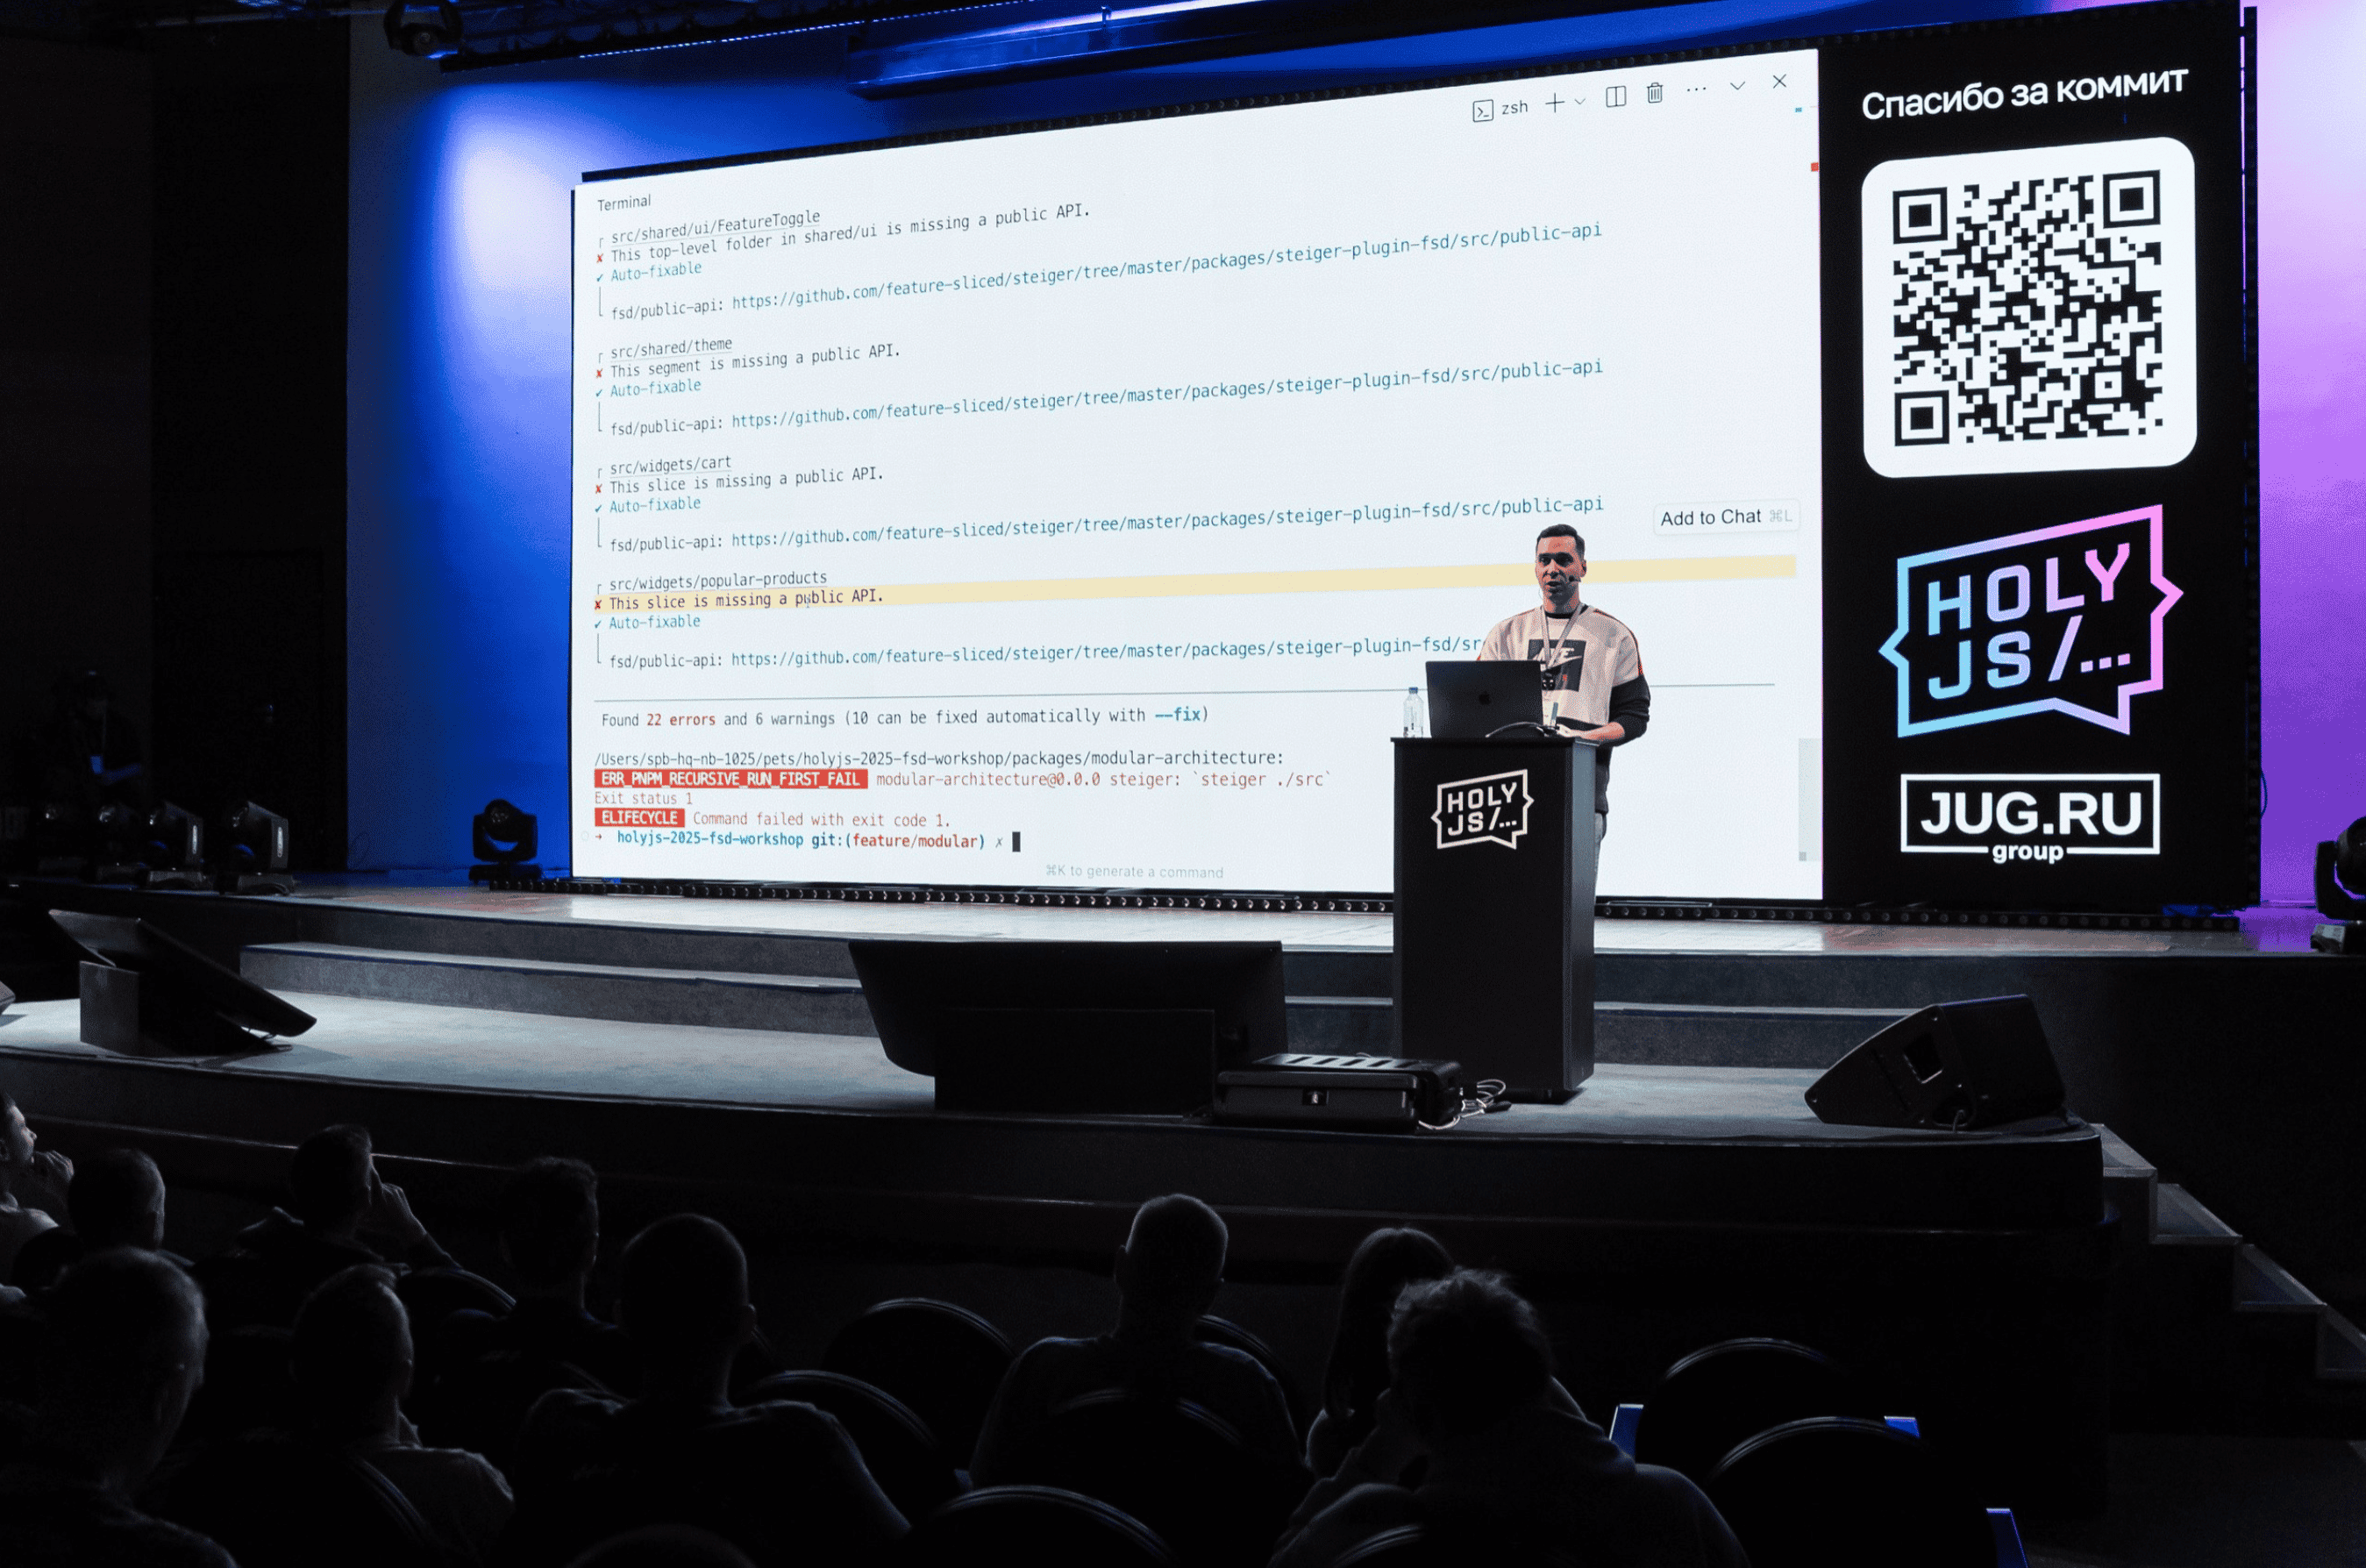 zsh
Terminal
src/shared/ui/FeatureToggle
✘ This top-level folder in shared/ui is missing a public API.
✔ Auto-fixable
fsd/public-api: https://github.com/feature-sliced/steiger/tree/master/packages/steiger-plugin-fsd/src/public-api
src/shared/theme
✘ This segment is missing a public API.
✔ Auto-fixable
fsd/public-api: https://github.com/feature-sliced/steiger/tree/master/packages/steiger-plugin-fsd/src/public-api
src/widgets/cart
✘ This slice is missing a public API.
✔ Auto-fixable
fsd/public-api: https://github.com/feature-sliced/steiger/tree/master/packages/steiger-plugin-fsd/src/public-api
Add to Chat ⌘L
src/widgets/popular-products
✘ This slice is missing a public API.
✔ Auto-fixable
fsd/public-api: https://github.com/feature-sliced/steiger/tree/master/packages/steiger-plugin-fsd/sr
Found 22 errors and 6 warnings (10 can be fixed automatically with --fix)
/Users/spb-hq-nb-1025/pets/holyjs-2025-fsd-workshop/packages/modular-architecture:
ERR_PNPM_RECURSIVE_RUN_FIRST_FAIL modular-architecture@0.0.0 steiger: `steiger ./src`
Exit status 1
ELIFECYCLE Command failed with exit code 1.
➜ holyjs-2025-fsd-workshop git:(feature/modular) ✗
⌘K to generate a command
Спасибо за коммит
HOLY
JS/...
JUG.RU
group
HOLY
JS/...